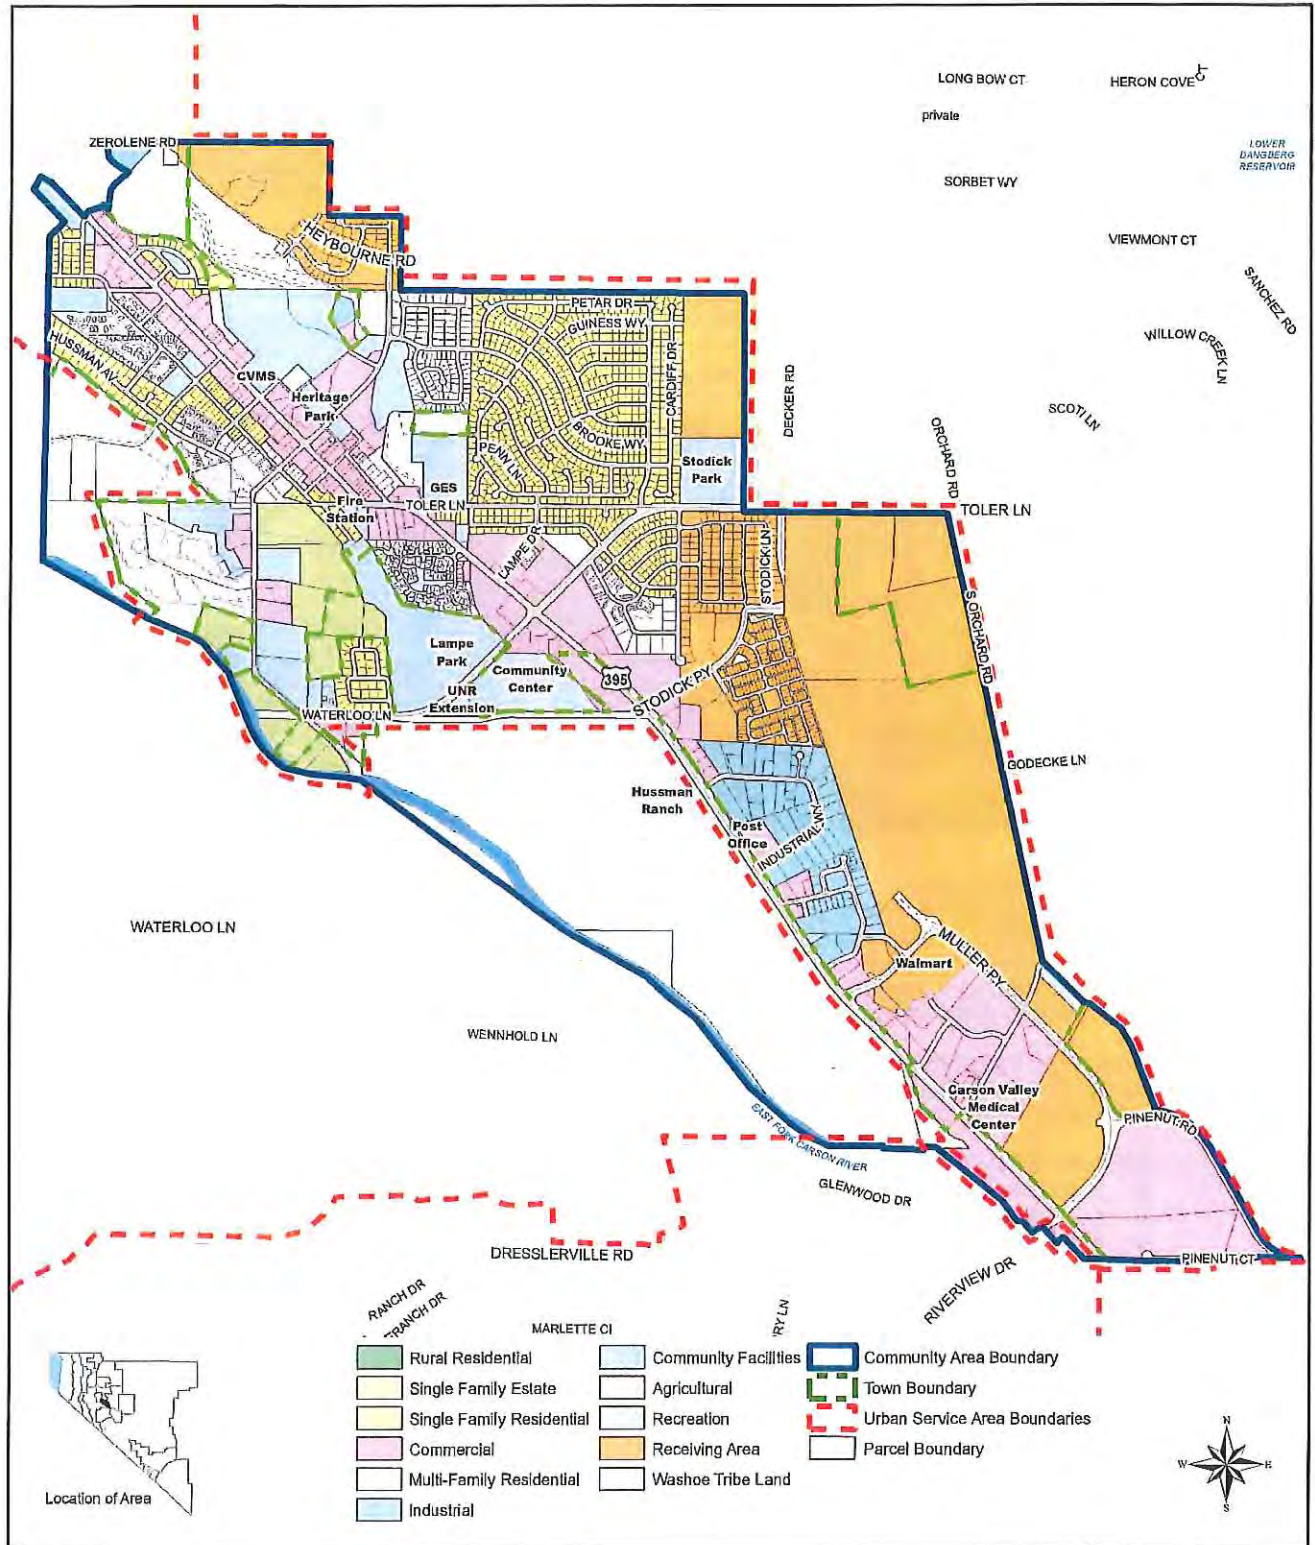 LONG BOW CT
HERON COVE CT
private
ZEROLENE RD
LOWER
DANGBERG
RESERVOIR
SORBET WY
HEYBOURNE RD
VIEWMONT CT
SANCHEZ RD
PETAR DR
GUINESS WY
WILLOW CREEK LN
HUSSMAN AV
CARDIFF DR
DECKER RD
CVMS
Heritage
Park
SCOTI LN
BROOKE WY
ORCHARD RD
PENN LN
Stodick
Park
GES
Fire
Station
TOLER LN
TOLER LN
LAMPE DR
STODICK LN
S ORCHARD RD
Lampe
Park
Community
Center
395
UNR
Extension
STODICK PY
WATERLOO LN
GODECKE LN
Hussman
Ranch
Post
Office
INDUSTRIAL WY
WATERLOO LN
MULLER PY
Walmart
WENNHOLD LN
Carson Valley
Medical
Center
EAST FORK CARSON RIVER
PINENUT RD
GLENWOOD DR
DRESSLERVILLE RD
PINENUT CT
RIVERVIEW DR
RANCH DR
RANCH DR
MARLETTE CI
RY LN
Rural Residential
Single Family Estate
Single Family Residential
Commercial
Multi-Family Residential
Industrial
Community Facilities
Agricultural
Recreation
Receiving Area
Washoe Tribe Land
Community Area Boundary
Town Boundary
Urban Service Area Boundaries
Parcel Boundary
Location of Area
N
W
E
S